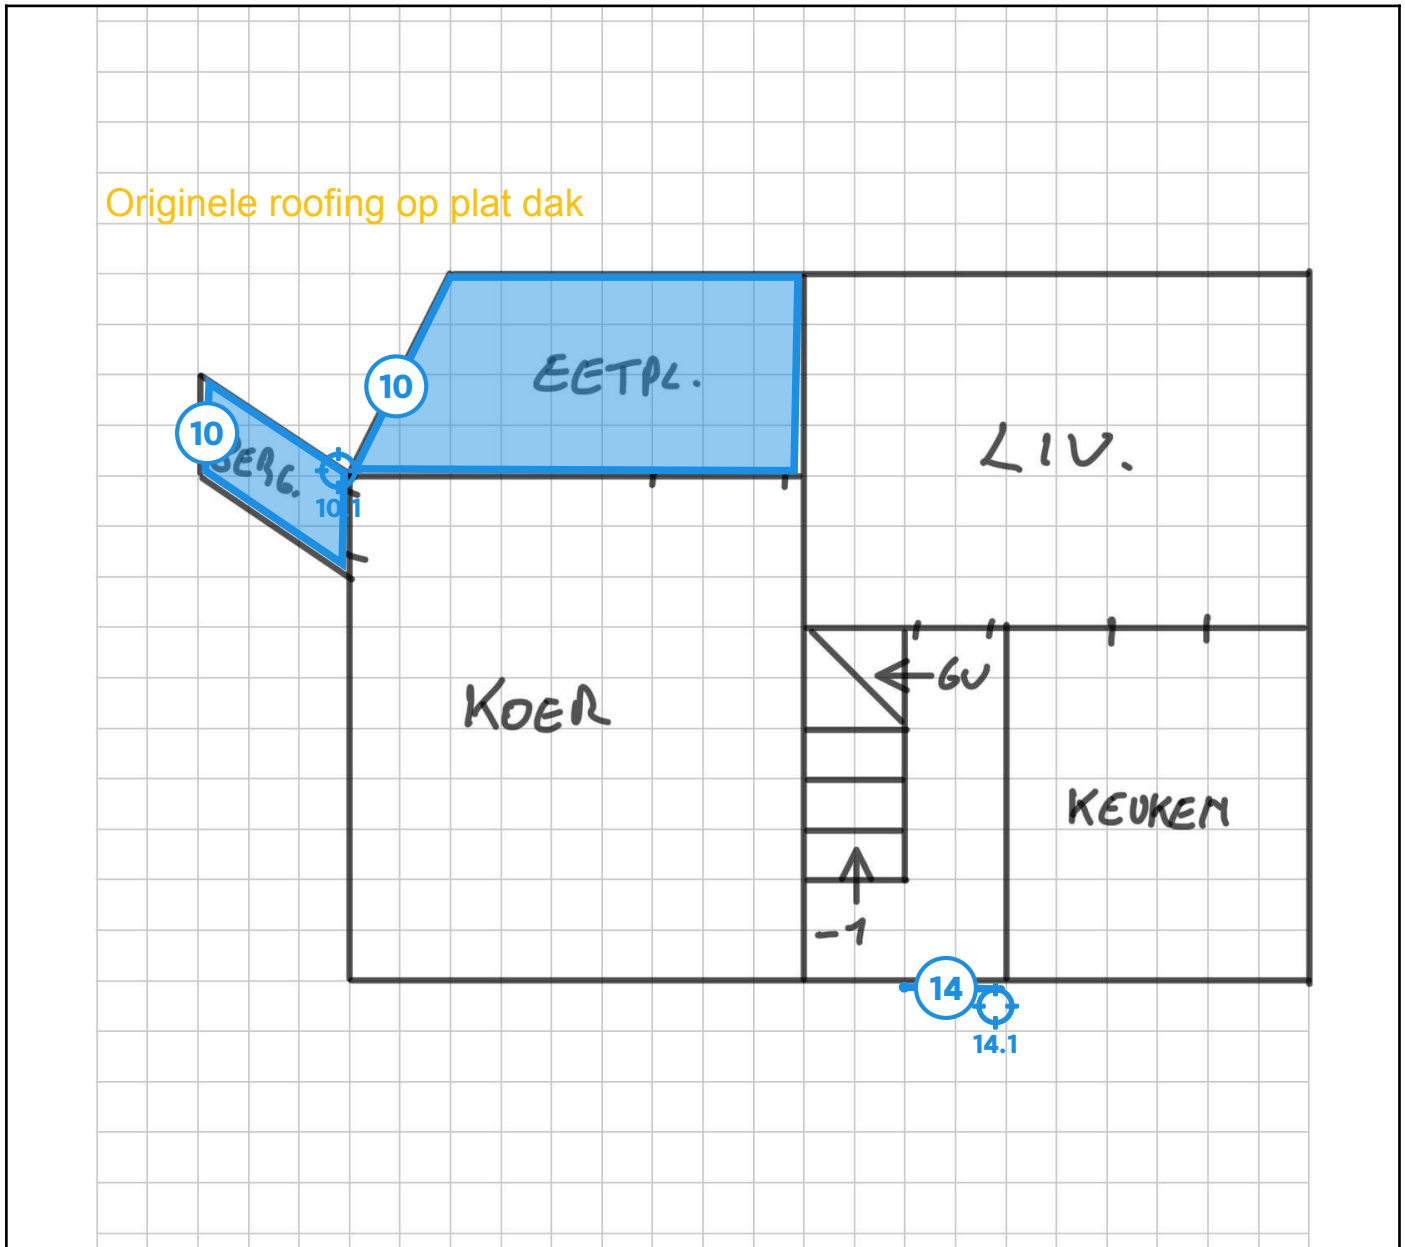 Originele roofing op plat dak
10
EETPL.
10
BERG.
LIV.
10.1
GV
KOER
KEUKEN
-1
14
14.1